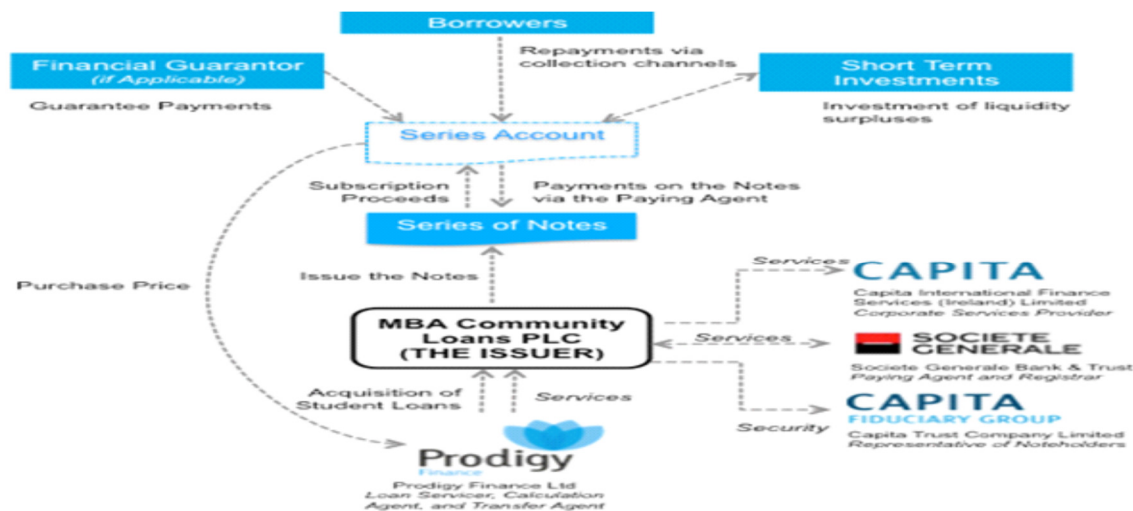 Borrowers
Financial Guarantor
(if Applicable)
Guarantee Payments
Repayments via
collection channels
Short Term
Investments
Investment of liquidity
surpluses
Series Account
Subscription
Proceeds
Payments on the Notes
via the Paying Agent
Series of Notes
Purchase Price
Issue the Notes
MBA Community
Loans PLC
(THE ISSUER)
Services
CAPITA
Capita International Finance
Services (Ireland) Limited
Corporate Services Provider
Services
SOCIETE
GENERALE
Societe Generale Bank & Trust
Paying Agent and Registrar
Security
CAPITA
FIDUCIARY GROUP
Capita Trust Company Limited
Representative of Noteholders
Acquisition of
Student Loans
Services
Prodigy
Finance
Prodigy Finance Ltd
Loan Servicer, Calculation
Agent, and Transfer Agent